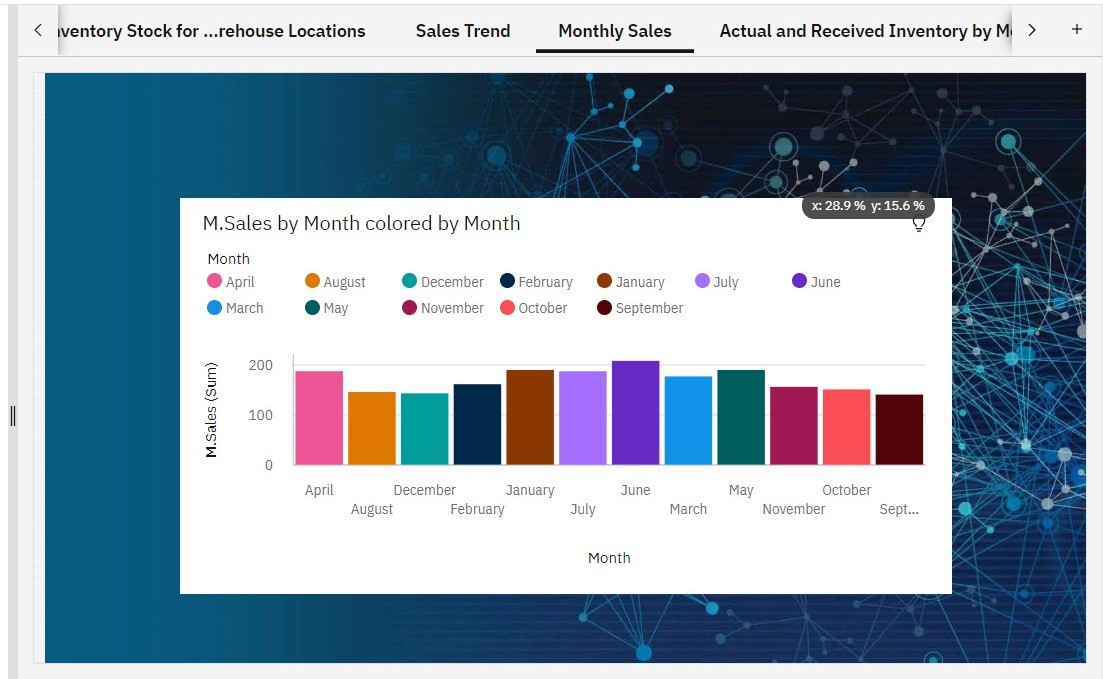 nventory Stock for ...rehouse Locations Sales Trend Monthly Sales Actual and Received Inventory by M
x: 28.9 % y: 15.6 %
M.Sales by Month colored by Month
Month
April August December February January July June
March May November October September
M.Sales (Sum)
200
100
0
April December January June May October
August February July March November Sept...
Month